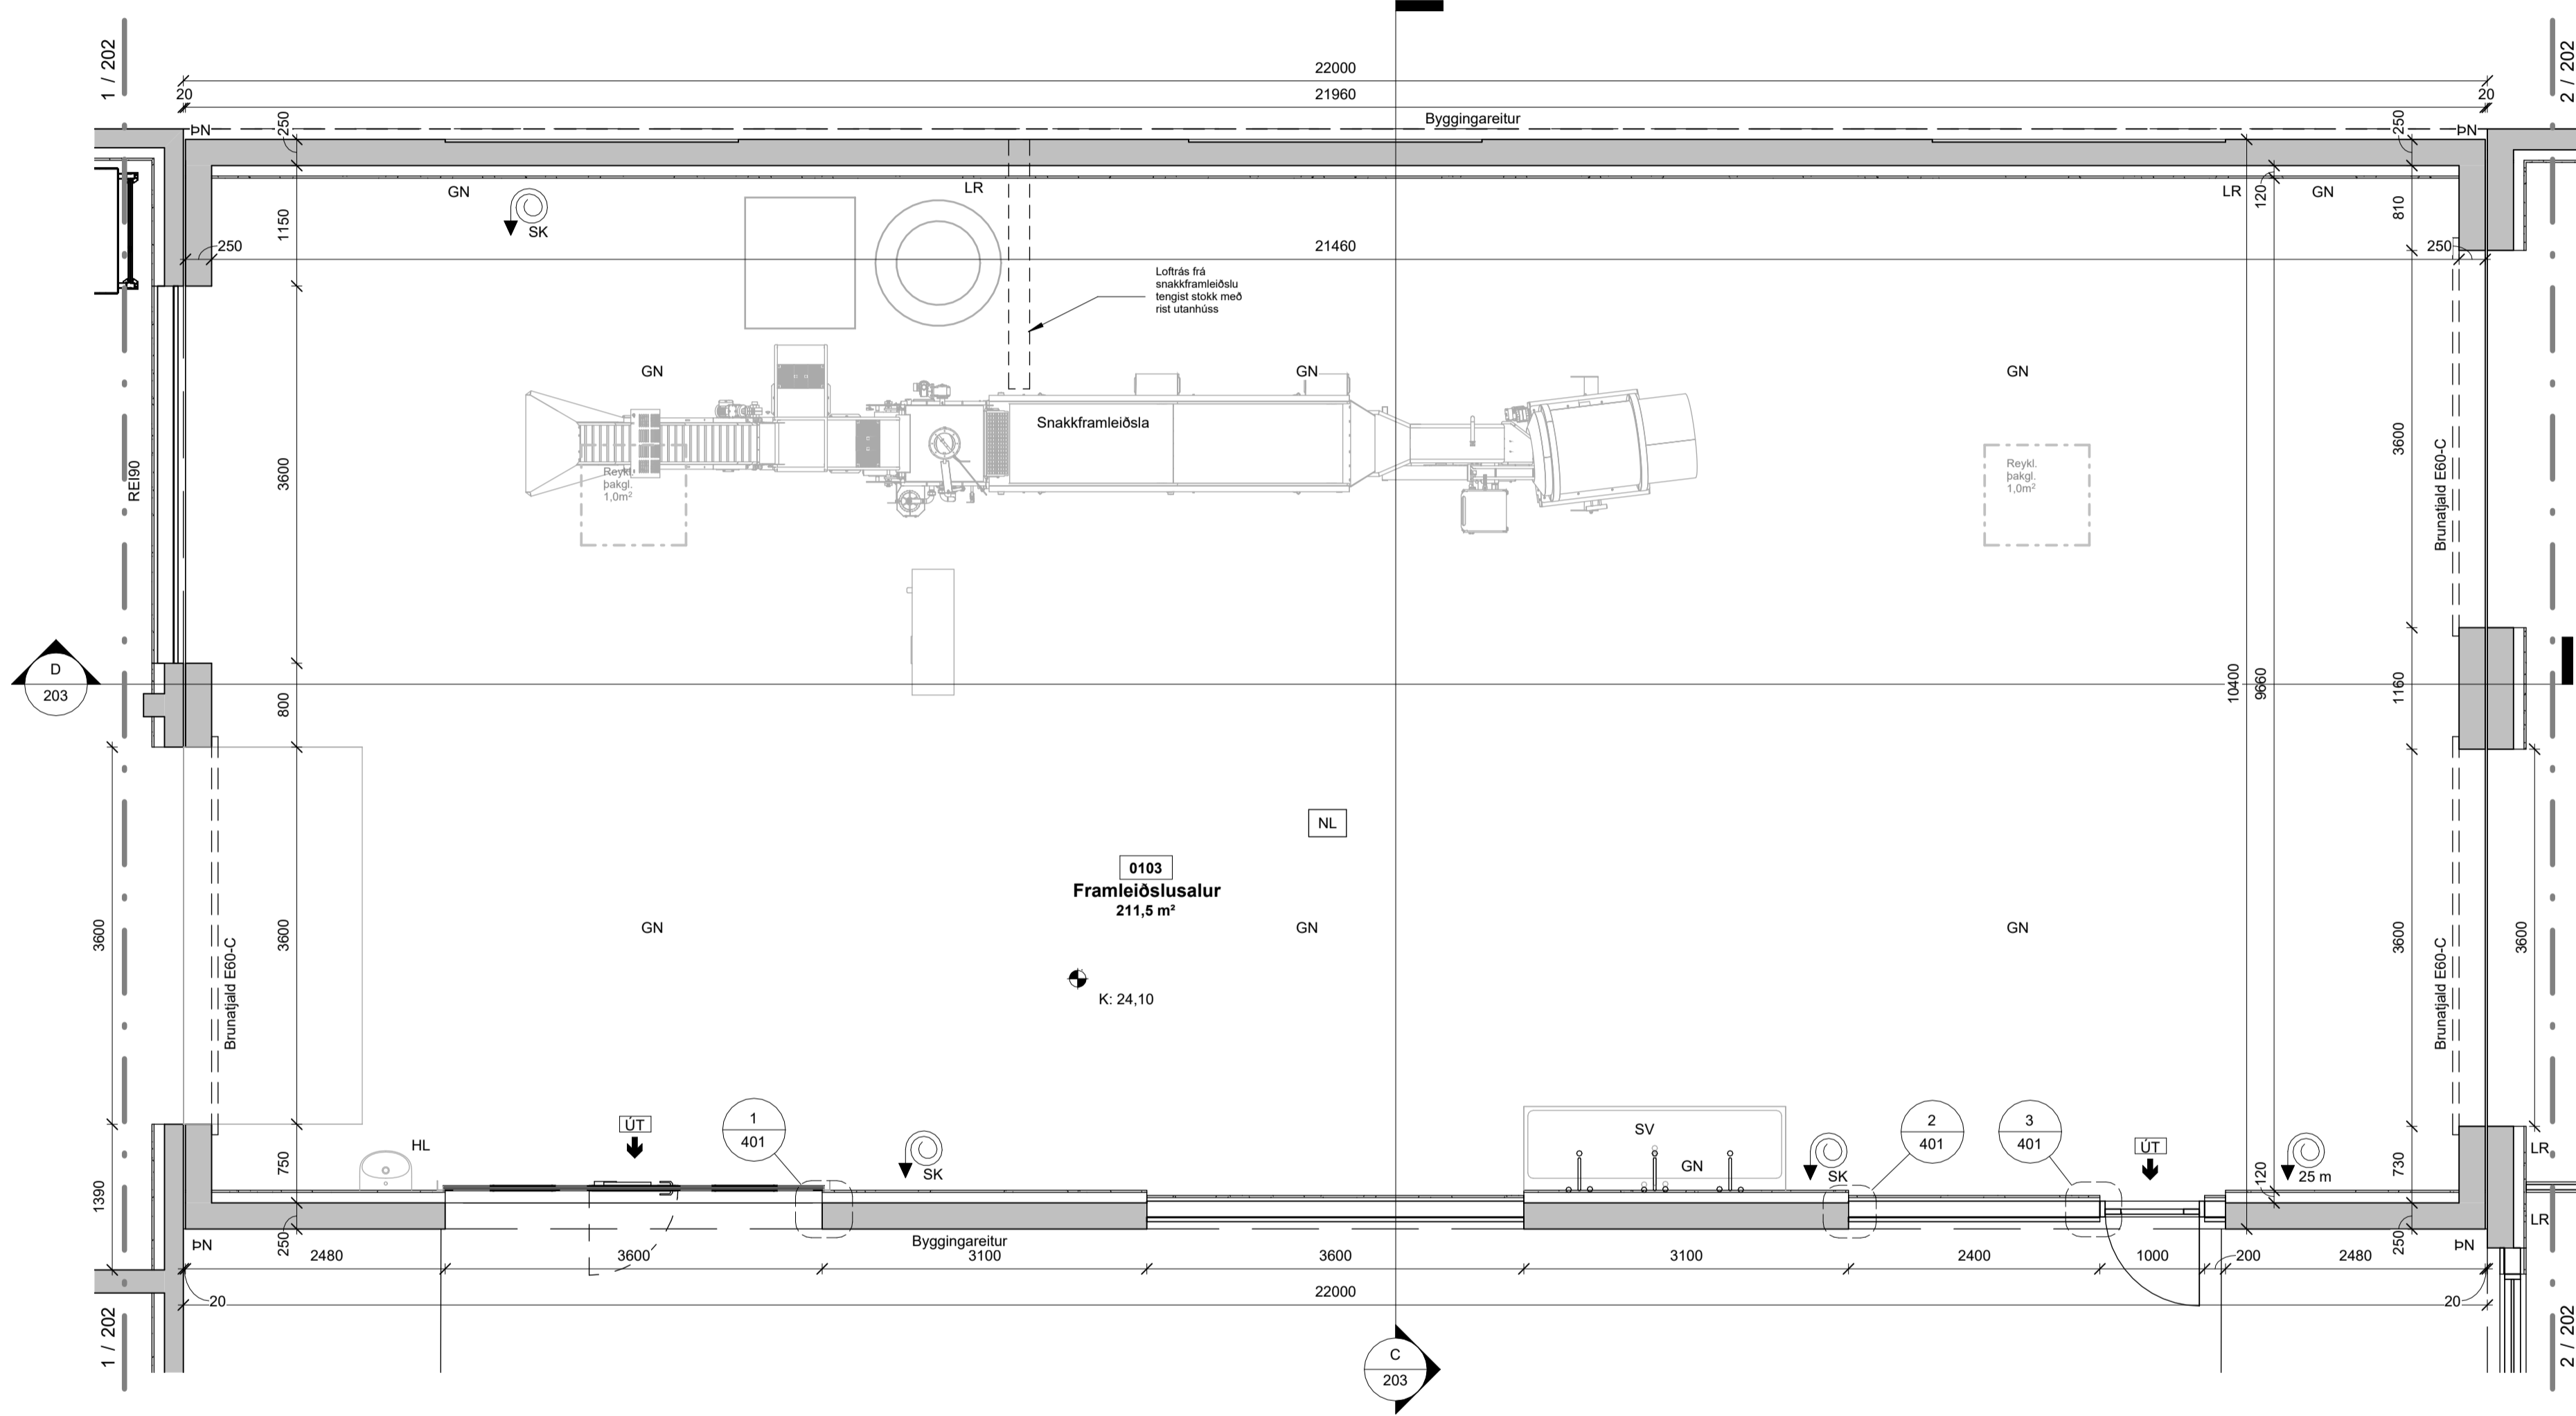 22000
20
21960
20
1 / 202
2 / 202
Byggingareitur
ÞN
250
250
ÞN
GN
LR
LR
120
GN
SK
1150
810
250
21460
250
Loftrás frá
snakkframleiðslu
tengist stokk með
rist utanhúss
GN
GN
GN
Snakkframleiðsla
REI90
3600
Reykl.
þakgl.
1,0m²
Reykl.
þakgl.
1,0m²
3600
Brunatjald E60-C
D
203
800
10400
9660
1160
NL
0103
Framleiðslusalur
211,5 m²
3600
Brunatjald E60-C
3600
GN
GN
GN
3600
Brunatjald E60-C
3600
K: 24,10
HL
ÚT
1
401
SK
SV
GN
SK
2
401
3
401
ÚT
25 m
LR
1390
750
120
730
LR
ÞN
250
Byggingareitur
250
ÞN
2480
3600
3100
3600
3100
2400
1000
200
2480
20
22000
20
1 / 202
C
203
2 / 202